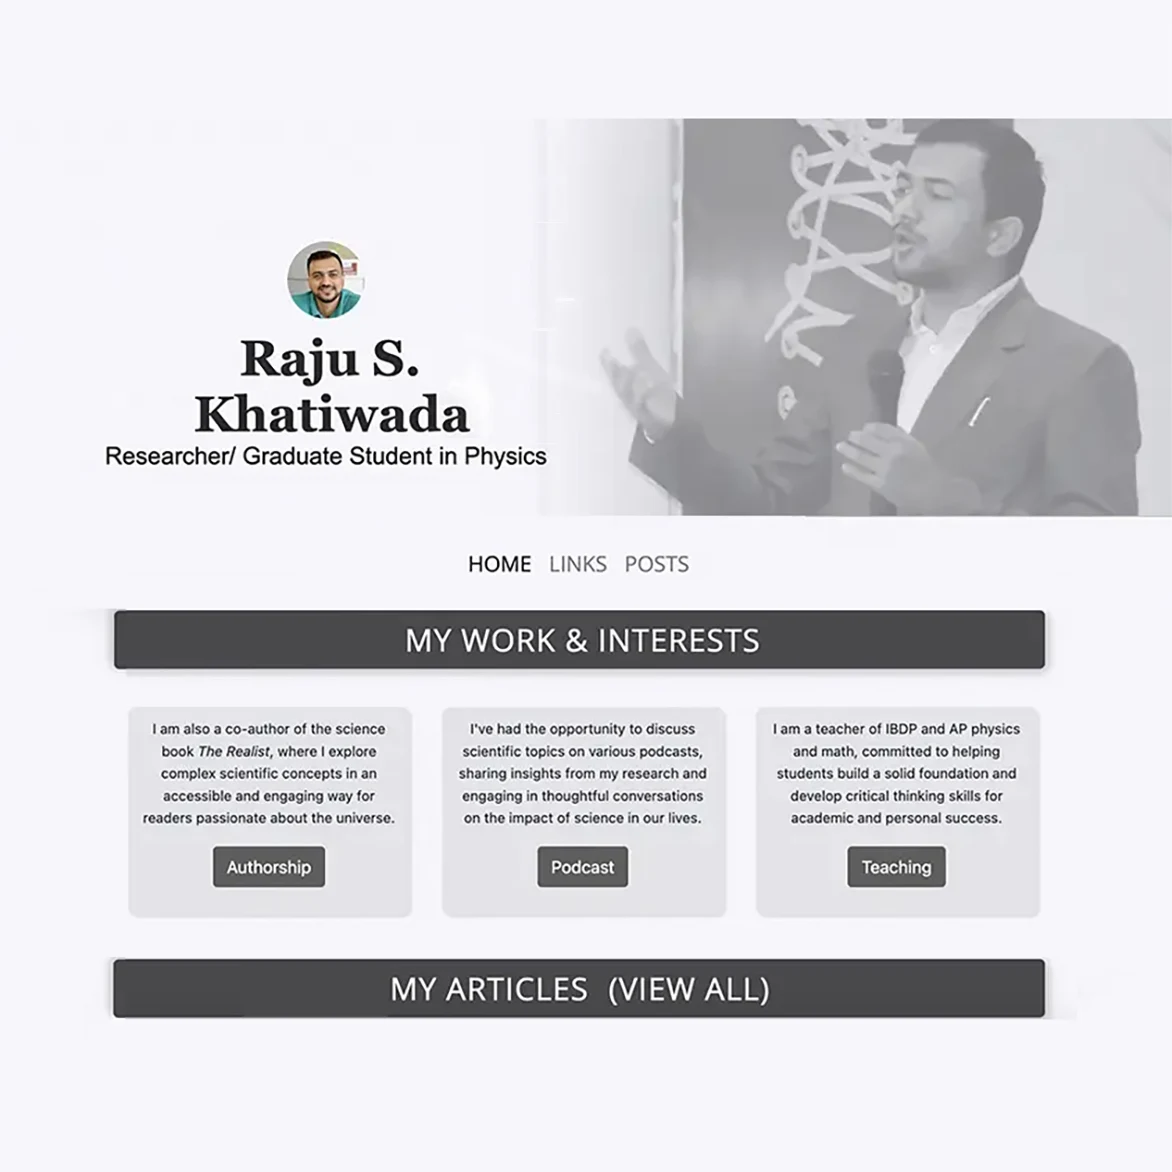 Raju S.
Khatiwada
Researcher/ Graduate Student in Physics
HOME LINKS POSTS
MY WORK & INTERESTS
I am also a co-author of the science
book The Realist, where I explore
complex scientific concepts in an
accessible and engaging way for
readers passionate about the universe.
Authorship
I've had the opportunity to discuss
scientific topics on various podcasts,
sharing insights from my research and
engaging in thoughtful conversations
on the impact of science in our lives.
Podcast
I am a teacher of IBDP and AP physics
and math, committed to helping
students build a solid foundation and
develop critical thinking skills for
academic and personal success.
Teaching
MY ARTICLES (VIEW ALL)